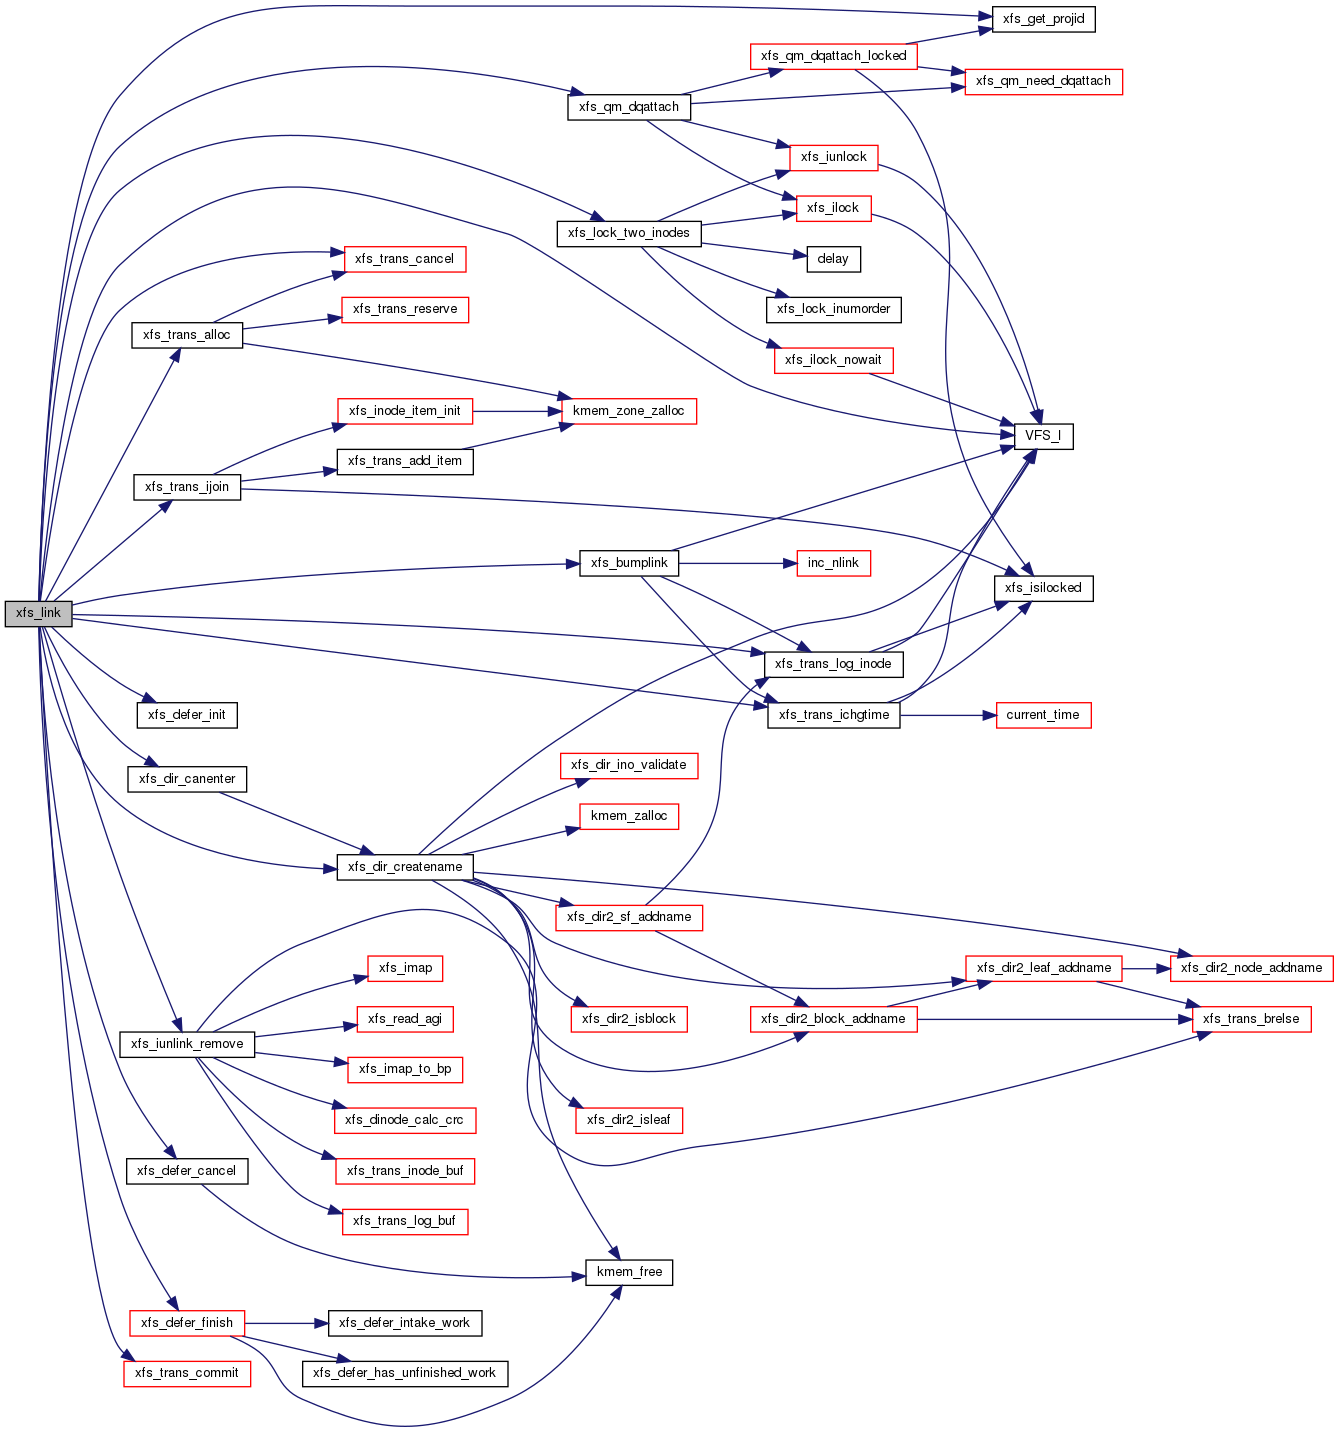 xfs_get_projid
xfs_qm_dqattach_locked
xfs_qm_need_dqattach
xfs_qm_dqattach
xfs_iunlock
xfs_ilock
xfs_lock_two_inodes
delay
xfs_trans_cancel
xfs_lock_inumorder
xfs_trans_reserve
xfs_trans_alloc
xfs_ilock_nowait
xfs_inode_item_init
kmem_zone_zalloc
VFS_I
xfs_trans_add_item
xfs_trans_ijoin
xfs_bumplink
inc_nlink
xfs_isilocked
xfs_link
xfs_trans_log_inode
xfs_defer_init
xfs_trans_ichgtime
current_time
xfs_dir_ino_validate
xfs_dir_canenter
kmem_zalloc
xfs_dir_createname
xfs_dir2_sf_addname
xfs_imap
xfs_dir2_leaf_addname
xfs_dir2_node_addname
xfs_read_agi
xfs_dir2_isblock
xfs_dir2_block_addname
xfs_trans_brelse
xfs_iunlink_remove
xfs_imap_to_bp
xfs_dinode_calc_crc
xfs_dir2_isleaf
xfs_defer_cancel
xfs_trans_inode_buf
xfs_trans_log_buf
kmem_free
xfs_defer_finish
xfs_defer_intake_work
xfs_trans_commit
xfs_defer_has_unfinished_work